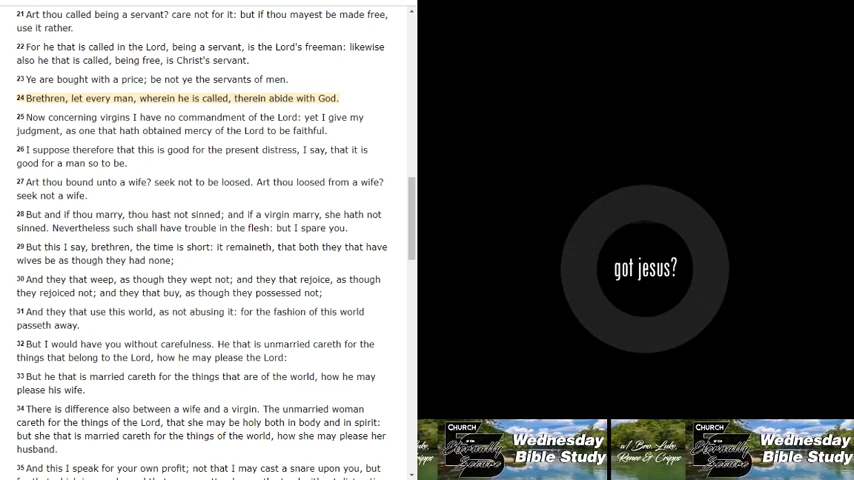 21 Art thou called being a servant? care not for it: but if thou mayest be made free,
use it rather.
22 For he that is called in the Lord, being a servant, is the Lord's freeman: likewise
also he that is called, being free, is Christ's servant.
23 Ye are bought with a price; be not ye the servants of men.
24 Brethren, let every man, wherein he is called, therein abide with God.
25 Now concerning virgins I have no commandment of the Lord: yet I give my
judgment, as one that hath obtained mercy of the Lord to be faithful.
26 I suppose therefore that this is good for the present distress, I say, that it is
good for a man so to be.
27 Art thou bound unto a wife? seek not to be loosed. Art thou loosed from a wife?
seek not a wife.
28 But and if thou marry, thou hast not sinned; and if a virgin marry, she hath not
sinned. Nevertheless such shall have trouble in the flesh: but I spare you.
29 But this I say, brethren, the time is short: it remaineth, that both they that have
wives be as though they had none;
30 And they that weep, as though they wept not; and they that rejoice, as though
they rejoiced not; and they that buy, as though they possessed not;
31 And they that use this world, as not abusing it: for the fashion of this world
passeth away.
32 But I would have you without carefulness. He that is unmarried careth for the
things that belong to the Lord, how he may please the Lord:
33 But he that is married careth for the things that are of the world, how he may
please his wife.
34 There is difference also between a wife and a virgin. The unmarried woman
careth for the things of the Lord, that she may be holy both in body and in spirit:
but she that is married careth for the things of the world, how she may please her
husband.
35 And this I speak for your own profit; not that I may cast a snare upon you, but
got jesus?
CHURCH
Eternally
Secure
Wednesday
Bible Study
w/ Bro. Luke,
Renee & Cripps
CHURCH
Eternally
Secure
Wednesday
Bible Study